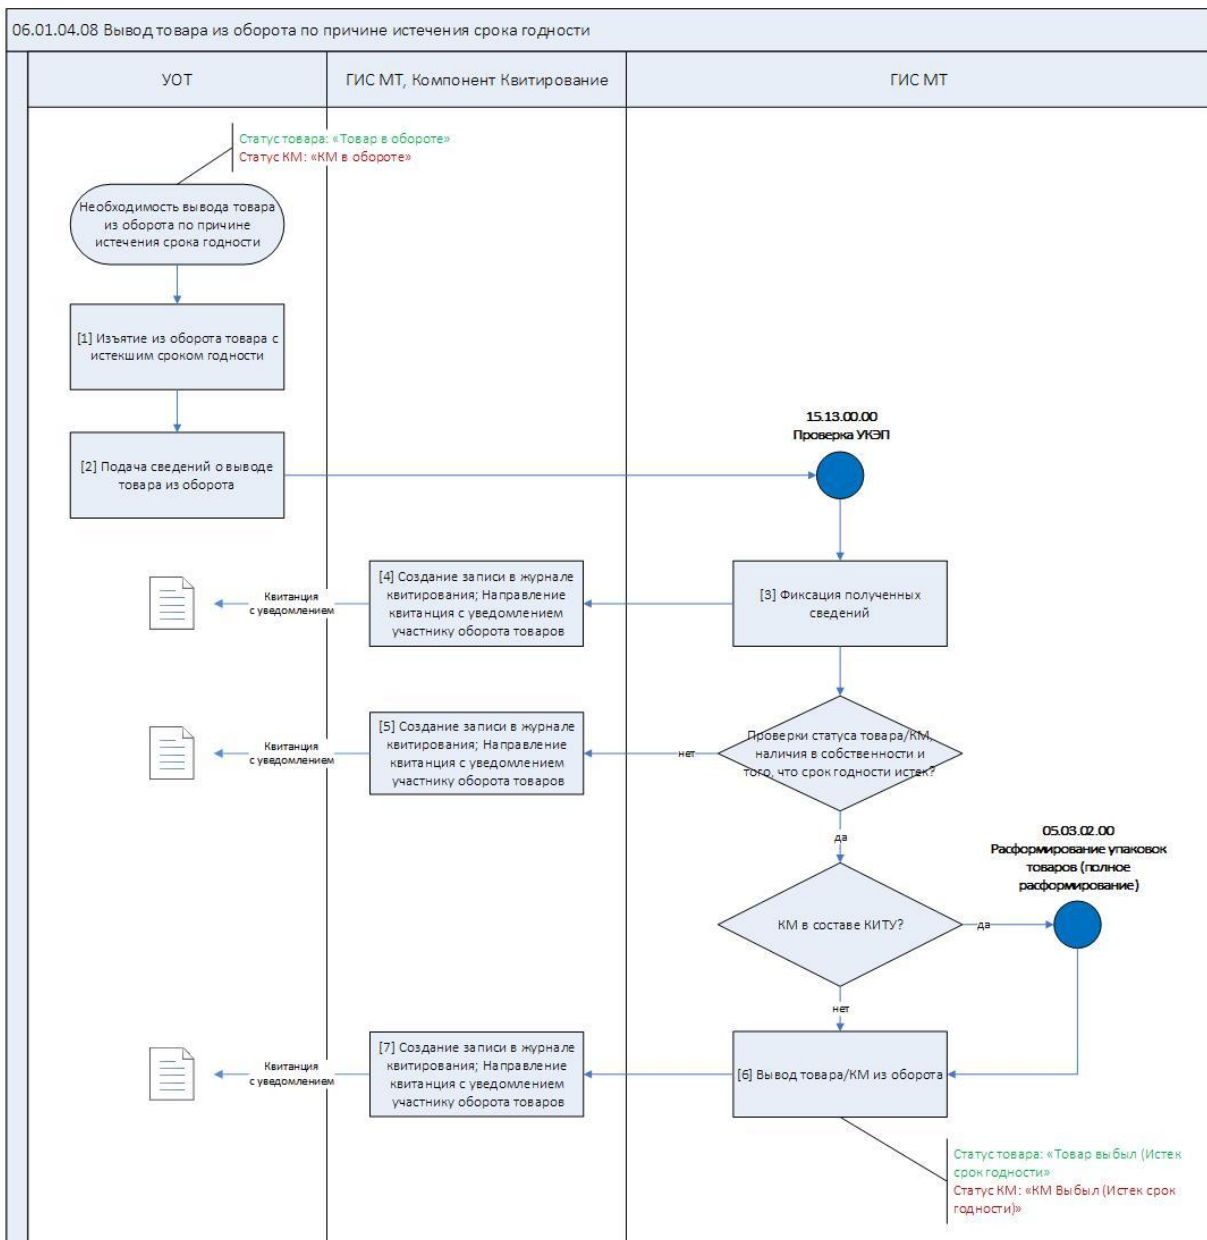 06.01.04.08 Вывод товара из оборота по причине истечения срока годности
УОТ
ГИС МТ, Компонент Квитирование
ГИС МТ
Статус товара: «Товар в обороте»
Статус КМ: «КМ в обороте»
Необходимость вывода товара
из оборота по причине
истечения срока годности
[1] Изъятие из оборота товара с
истекшим сроком годности
[2] Подача сведений о выводе
товара из оборота
15.13.00.00
Проверка УКЭП
[3] Фиксация полученных
сведений
[4] Создание записи в журнале
квитирования; Направление
квитанция с уведомлением
участнику оборота товаров
Квитанция
с уведомлением
Проверки статуса товара/КМ,
наличия в собственности и
того, что срок годности истек?
нет
[5] Создание записи в журнале
квитирования; Направление
квитанция с уведомлением
участнику оборота товаров
Квитанция
с уведомлением
да
05.03.02.00
Расформирование упаковок
товаров (полное
расформирование)
КМ в составе КИТУ?
да
нет
[6] Вывод товара/КМ из оборота
[7] Создание записи в журнале
квитирования; Направление
квитанция с уведомлением
участнику оборота товаров
Квитанция
с уведомлением
Статус товара: «Товар выбыл (Истек
срок годности»
Статус КМ: «КМ Выбыл (Истек срок
годности)»